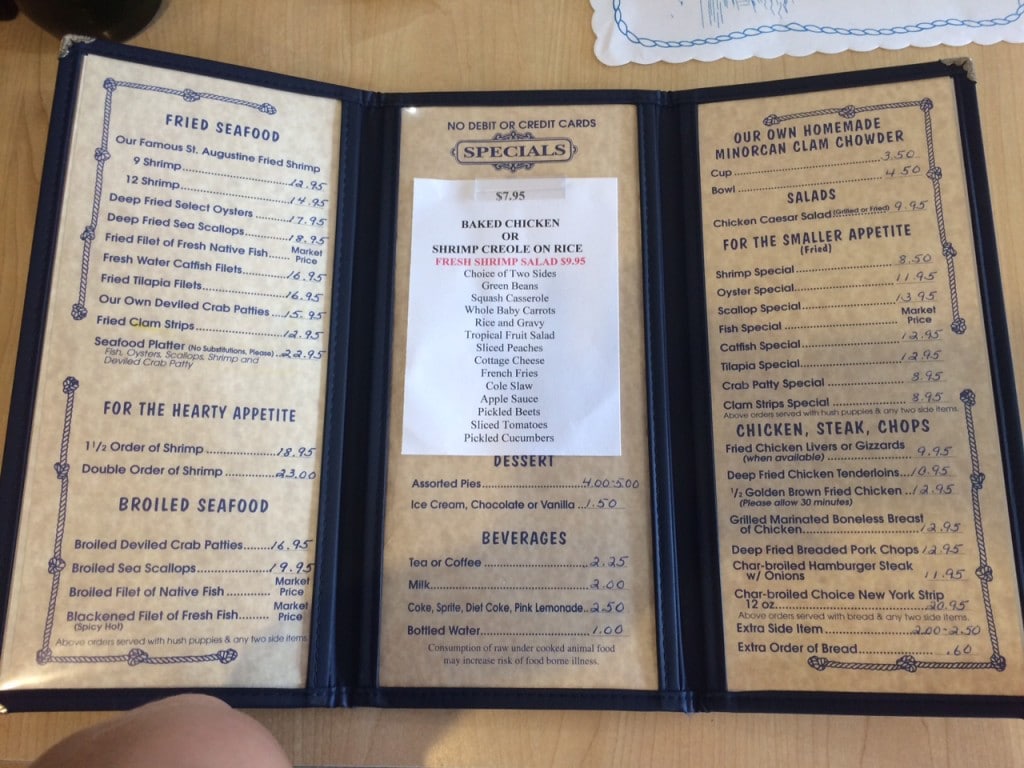 FRIED SEAFOOD
Our Famous St. Augustine Fried Shrimp
9 Shrimp 12.95
12 Shrimp 14.95
Deep Fried Select Oysters 17.95
Deep Fried Sea Scallops 18.95
Fried Filet of Fresh Native Fish Market Price
Fresh Water Catfish Filets 16.95
Fried Tilapia Filets 16.95
Our Own Deviled Crab Patties 15.95
Fried Clam Strips 12.95
Seafood Platter (No Substitutions, Please) 22.95
Fish, Oysters, Scallops, Shrimp and
Deviled Crab Patty
FOR THE HEARTY APPETITE
1 1/2 Order of Shrimp 18.95
Double Order of Shrimp 23.00
BROILED SEAFOOD
Broiled Deviled Crab Patties 16.95
Broiled Sea Scallops 19.95
Broiled Filet of Native Fish Market Price
Blackened Filet of Fresh Fish Market Price
(Spicy Hot)
Above orders served with hush puppies & any two side items
NO DEBIT OR CREDIT CARDS
SPECIALS
$7.95
BAKED CHICKEN
OR
SHRIMP CREOLE ON RICE
FRESH SHRIMP SALAD $9.95
Choice of Two Sides
Green Beans
Squash Casserole
Whole Baby Carrots
Rice and Gravy
Tropical Fruit Salad
Sliced Peaches
Cottage Cheese
French Fries
Cole Slaw
Apple Sauce
Pickled Beets
Sliced Tomatoes
Pickled Cucumbers
DESSERT
Assorted Pies 4.00-5.00
Ice Cream, Chocolate or Vanilla 1.50
BEVERAGES
Tea or Coffee 2.25
Milk 2.00
Coke, Sprite, Diet Coke, Pink Lemonade 2.50
Bottled Water 1.00
Consumption of raw under cooked animal food
may increase risk of food borne illness.
OUR OWN HOMEMADE
MINORCAN CLAM CHOWDER
Cup 3.50
Bowl 4.50
SALADS
Chicken Caesar Salad (Grilled or Fried) 9.95
FOR THE SMALLER APPETITE
(Fried)
Shrimp Special 8.50
Oyster Special 11.95
Scallop Special 13.95
Fish Special Market Price
Catfish Special 12.95
Tilapia Special 12.95
Crab Patty Special 8.95
Clam Strips Special 8.95
Above orders served with hush puppies & any two side items.
CHICKEN, STEAK, CHOPS
Fried Chicken Livers or Gizzards
(when available) 9.95
Deep Fried Chicken Tenderloins 10.95
1/2 Golden Brown Fried Chicken 12.95
(Please allow 30 minutes)
Grilled Marinated Boneless Breast
of Chicken 12.95
Deep Fried Breaded Pork Chops 12.95
Char-broiled Hamburger Steak
w/ Onions 11.95
Char-broiled Choice New York Strip
12 oz. 20.95
Above orders served with bread & any two side items
Extra Side Item 2.00-2.50
Extra Order of Bread .60